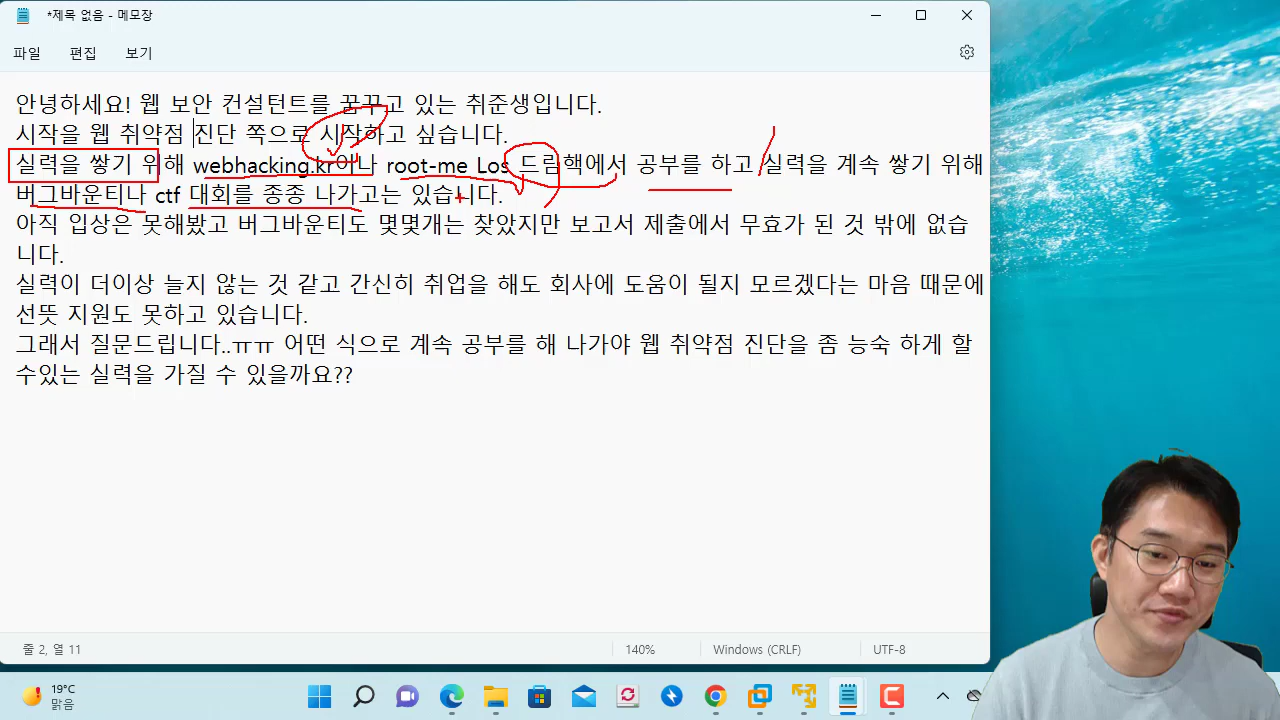 *제목 없음 - 메모장
파일 편집 보기
안녕하세요! 웹 보안 컨설턴트를 꿈꾸고 있는 취준생입니다.
시작을 웹 취약점 진단 쪽으로 시작하고 싶습니다.
실력을 쌓기 위해 webhacking.kr이나 root-me Los 드림핵에서 공부를 하고 실력을 계속 쌓기 위해
버그바운티나 ctf 대회를 종종 나가고는 있습니다.
아직 입상은 못해봤고 버그바운티도 몇몇개는 찾았지만 보고서 제출에서 무효가 된 것 밖에 없습
니다.
실력이 더이상 늘지 않는 것 같고 간신히 취업을 해도 회사에 도움이 될지 모르겠다는 마음 때문에
선뜻 지원도 못하고 있습니다.
그래서 질문드립니다..ㅠㅠ 어떤 식으로 계속 공부를 해 나가야 웹 취약점 진단을 좀 능숙 하게 할
수있는 실력을 가질 수 있을까요??
줄 2, 열 11 140% Windows (CRLF) UTF-8
19°C
맑음